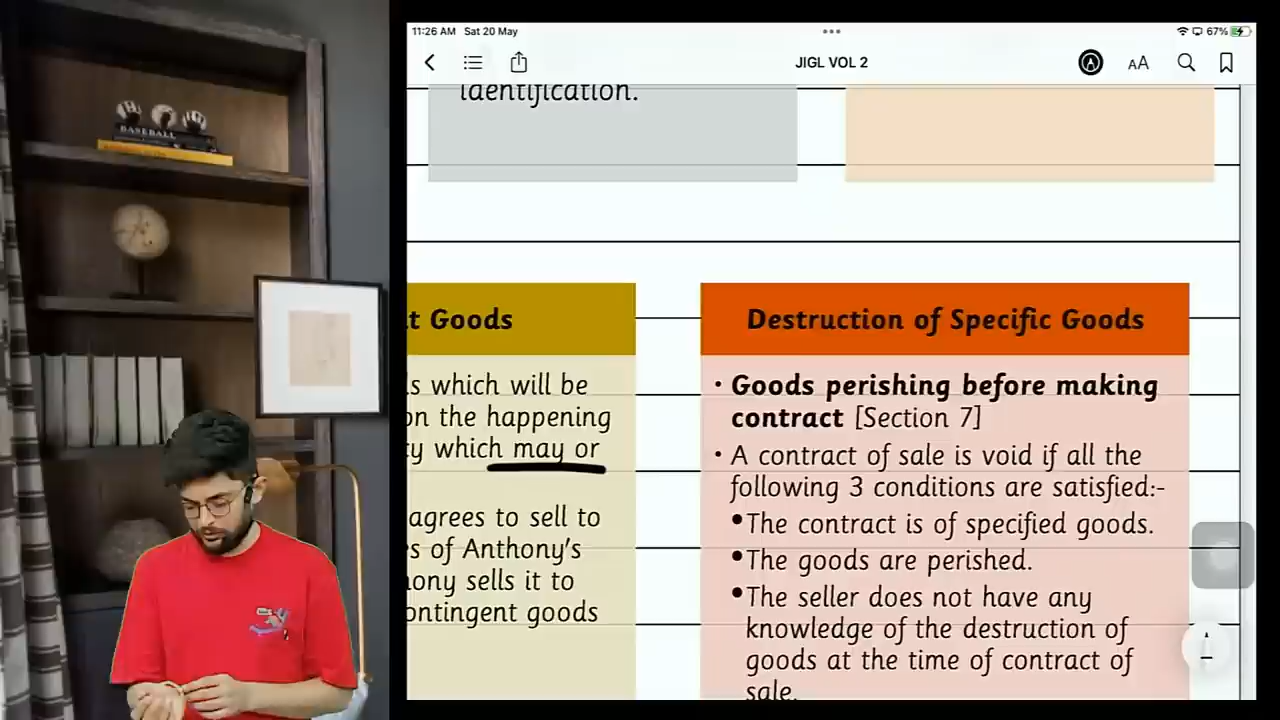 BASEBALL
11:26 AM Sat 20 May
67%
JIGL VOL 2
AA
identification.
t Goods
ls which will be
on the happening
cy which may or
agrees to sell to
es of Anthony's
hony sells it to
ontingent goods
Destruction of Specific Goods
• Goods perishing before making
contract [Section 7]
• A contract of sale is void if all the
following 3 conditions are satisfied:-
• The contract is of specified goods.
• The goods are perished.
• The seller does not have any
knowledge of the destruction of
goods at the time of contract of
sale.